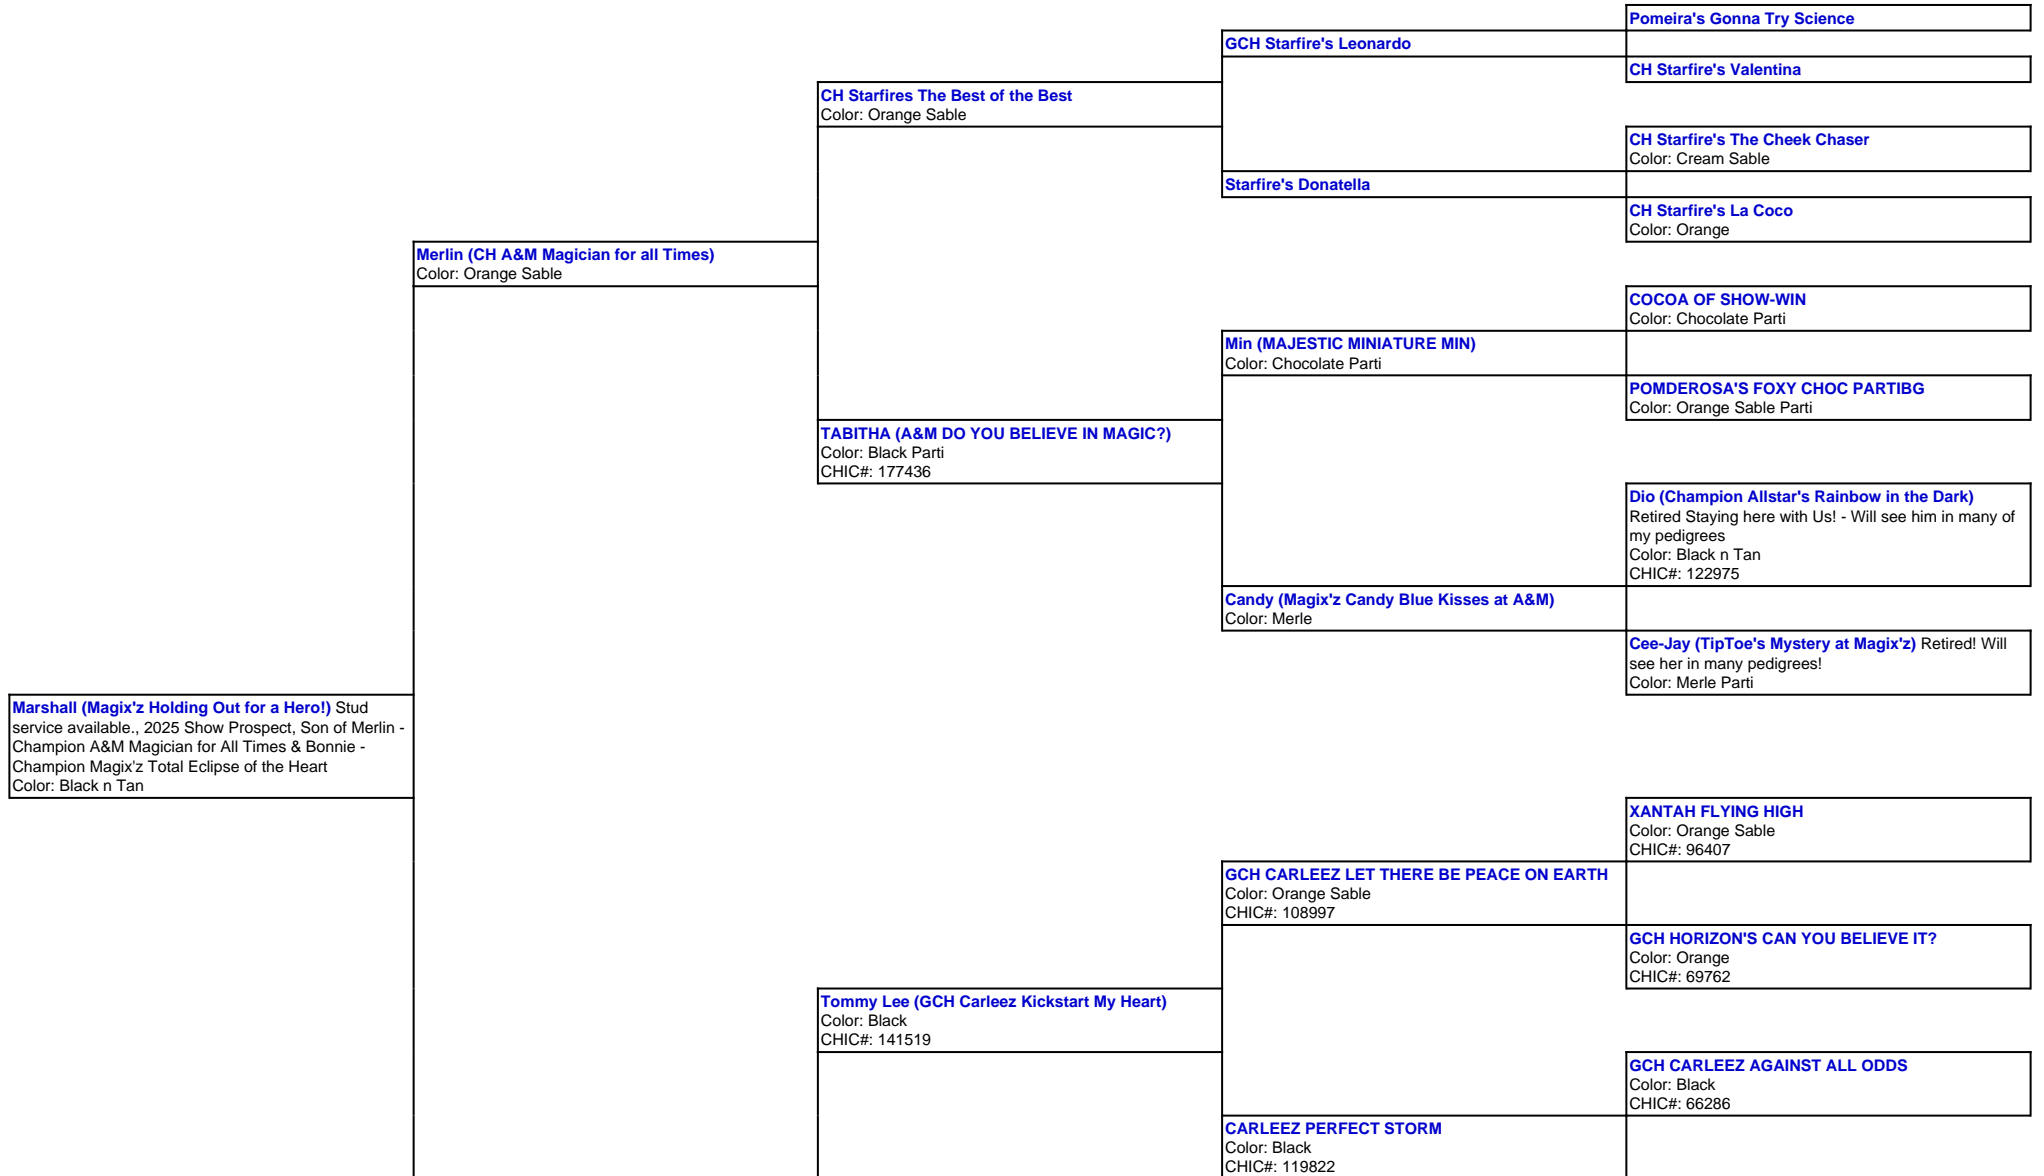 Pomeira's Gonna Try Science
GCH Starfire's Leonardo
CH Starfire's Valentina
CH Starfires The Best of the Best
Color: Orange Sable
CH Starfire's The Cheek Chaser
Color: Cream Sable
Starfire's Donatella
CH Starfire's La Coco
Color: Orange
Merlin (CH A&M Magician for all Times)
Color: Orange Sable
COCOA OF SHOW-WIN
Color: Chocolate Parti
Min (MAJESTIC MINIATURE MIN)
Color: Chocolate Parti
POMDEROSA'S FOXY CHOC PARTIBG
Color: Orange Sable Parti
TABITHA (A&M DO YOU BELIEVE IN MAGIC?)
Color: Black Parti
CHIC#: 177436
Dio (Champion Allstar's Rainbow in the Dark)
Retired Staying here with Us! - Will see him in many of
my pedigrees
Color: Black n Tan
CHIC#: 122975
Candy (Magix'z Candy Blue Kisses at A&M)
Color: Merle
Cee-Jay (TipToe's Mystery at Magix'z) Retired! Will
see her in many pedigrees!
Color: Merle Parti
Marshall (Magix'z Holding Out for a Hero!) Stud
service available., 2025 Show Prospect, Son of Merlin -
Champion A&M Magician for All Times & Bonnie -
Champion Magix'z Total Eclipse of the Heart
Color: Black n Tan
XANTAH FLYING HIGH
Color: Orange Sable
CHIC#: 96407
GCH CARLEEZ LET THERE BE PEACE ON EARTH
Color: Orange Sable
CHIC#: 108997
GCH HORIZON'S CAN YOU BELIEVE IT?
Color: Orange
CHIC#: 69762
Tommy Lee (GCH Carleez Kickstart My Heart)
Color: Black
CHIC#: 141519
GCH CARLEEZ AGAINST ALL ODDS
Color: Black
CHIC#: 66286
CARLEEZ PERFECT STORM
Color: Black
CHIC#: 119822